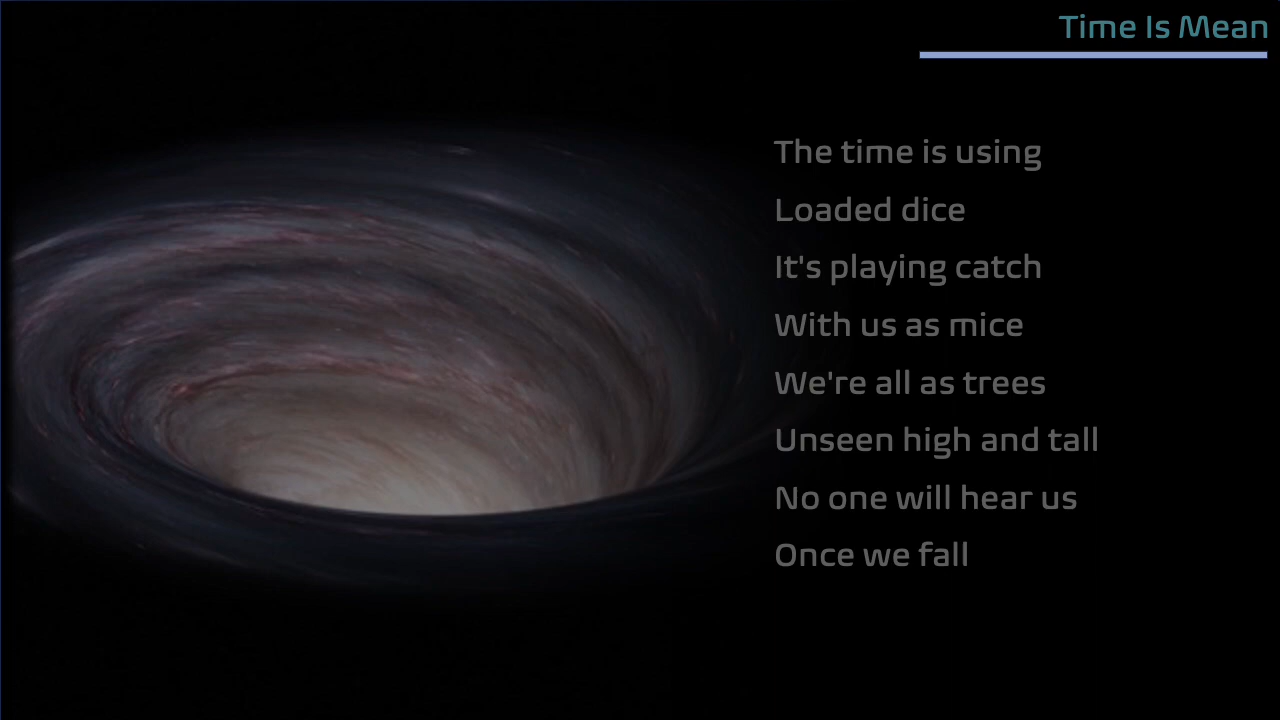 Time Is Mean
The time is using
Loaded dice
It's playing catch
With us as mice
We're all as trees
Unseen high and tall
No one will hear us
Once we fall